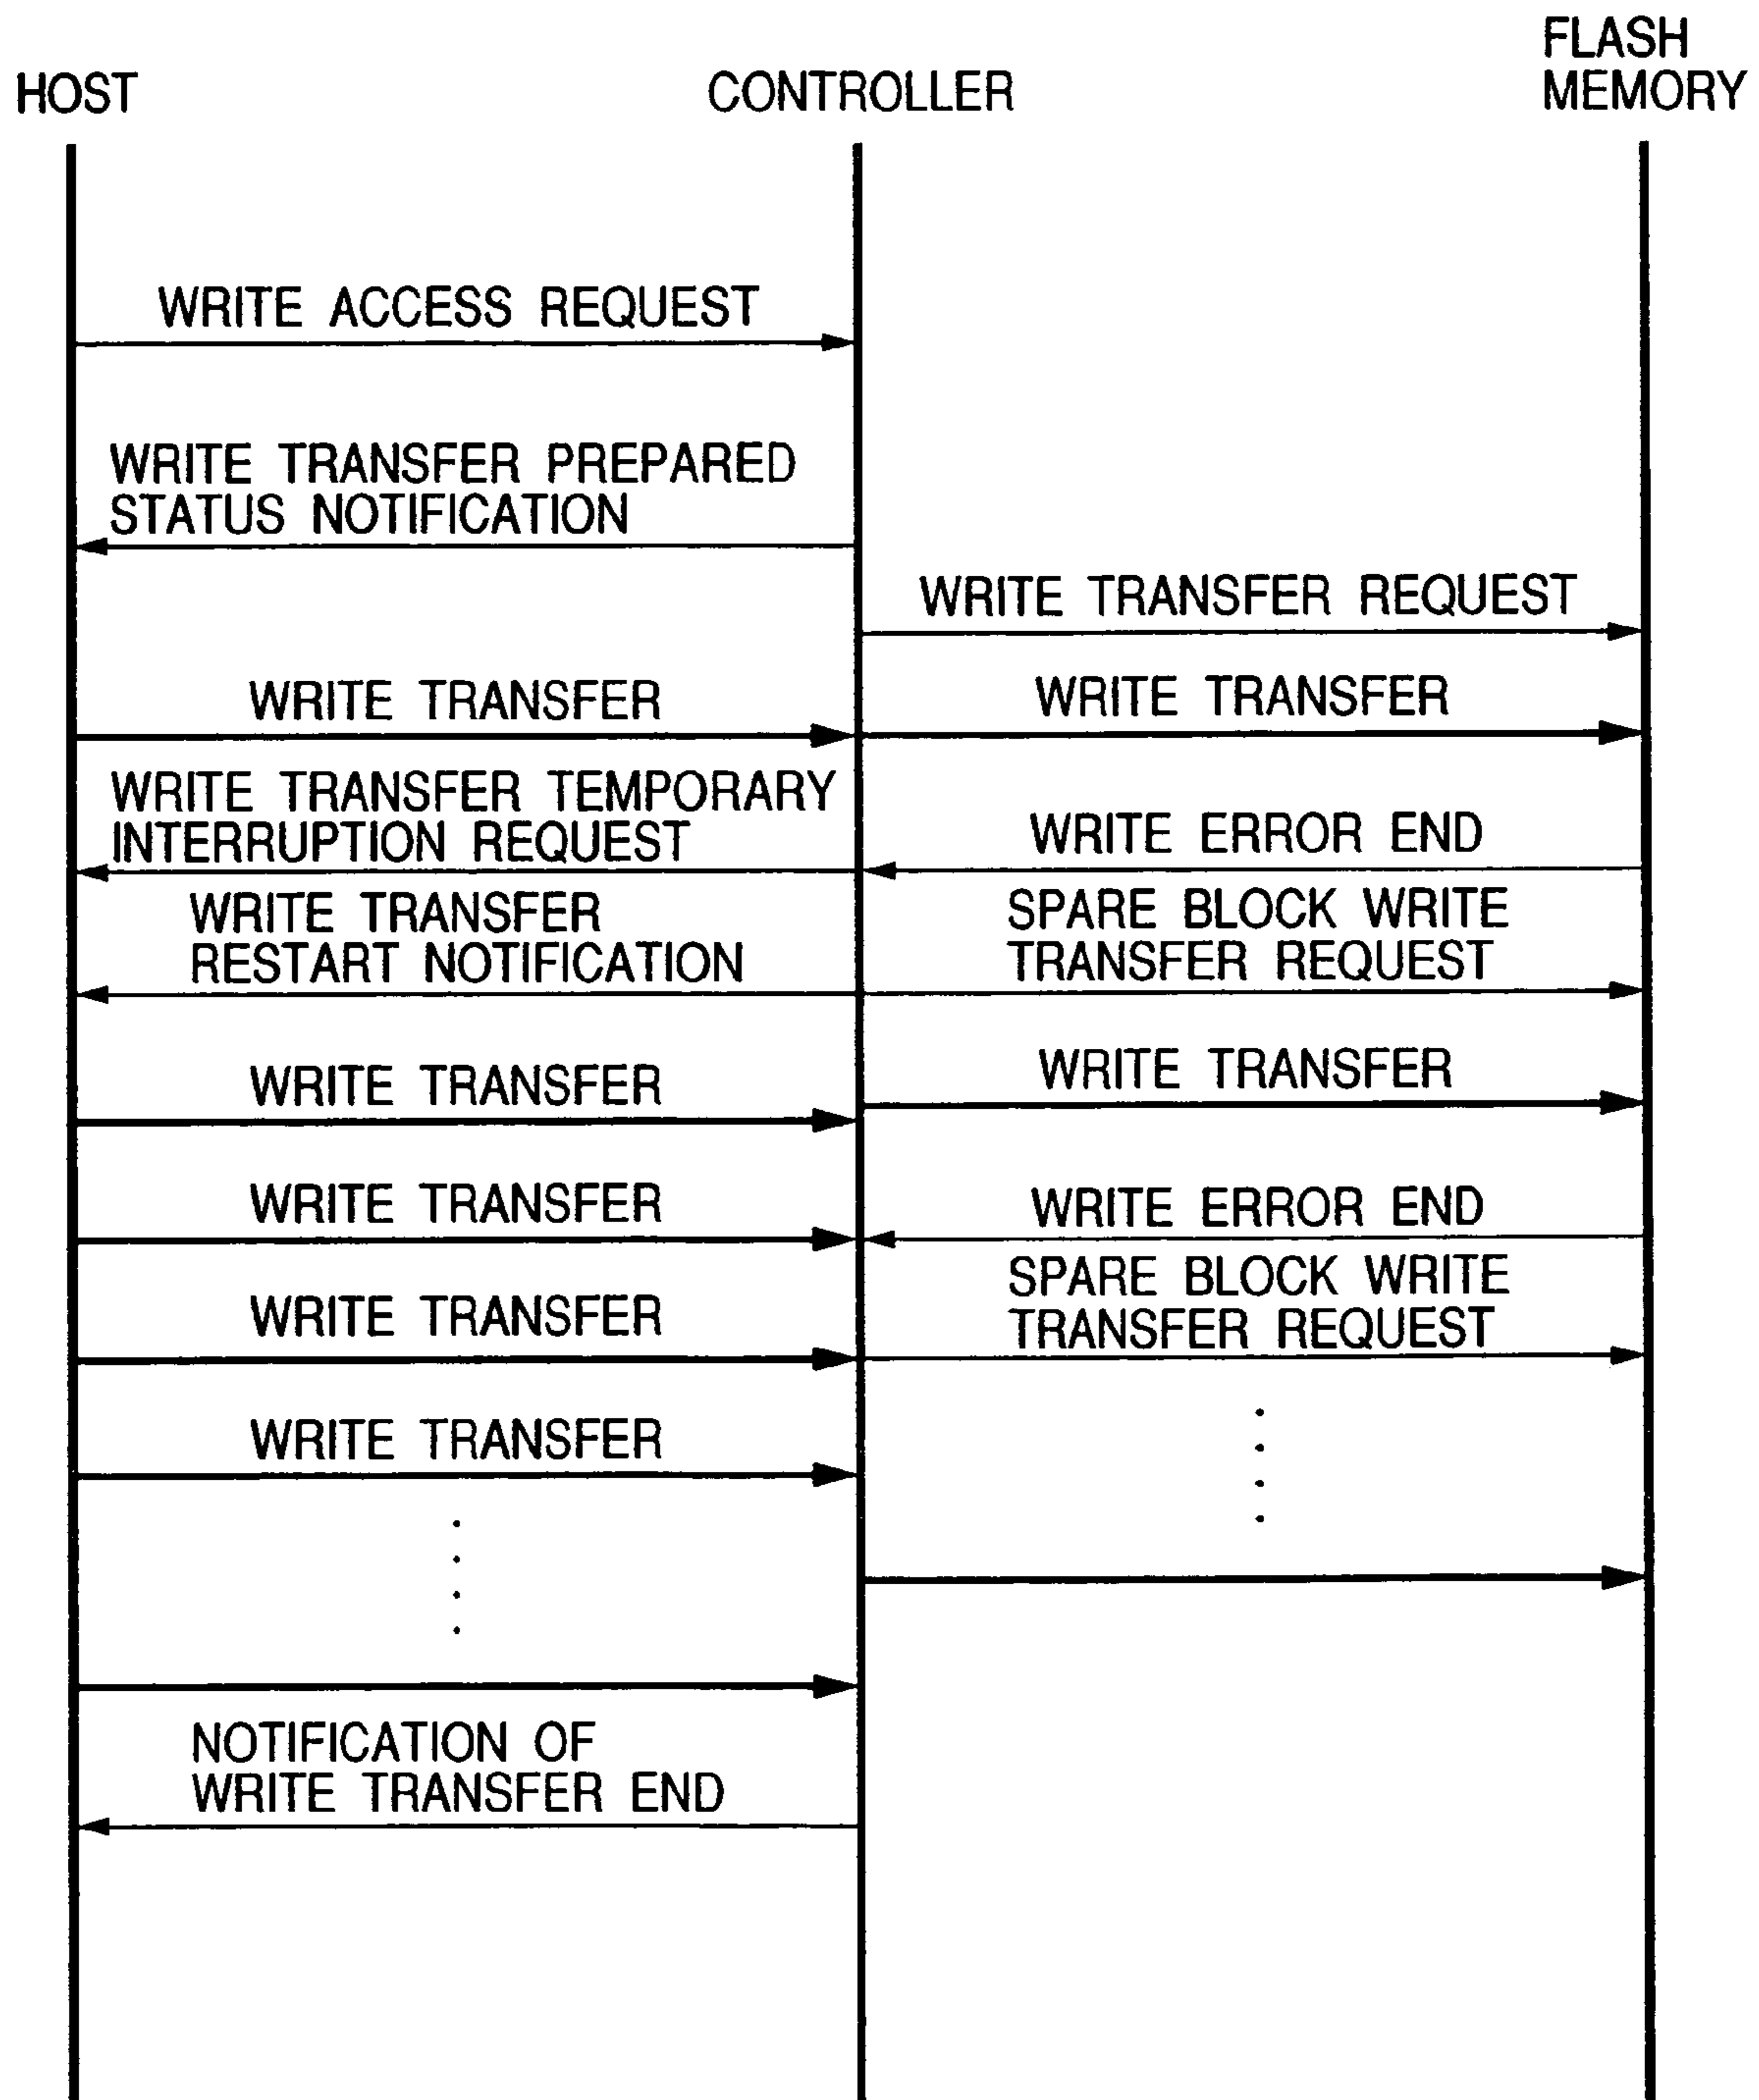 HOST
CONTROLLER
FLASH
MEMORY
WRITE ACCESS REQUEST
WRITE TRANSFER PREPARED
STATUS NOTIFICATION
WRITE TRANSFER REQUEST
WRITE TRANSFER
WRITE TRANSFER
WRITE TRANSFER TEMPORARY
INTERRUPTION REQUEST
WRITE ERROR END
WRITE TRANSFER
RESTART NOTIFICATION
SPARE BLOCK WRITE
TRANSFER REQUEST
WRITE TRANSFER
WRITE TRANSFER
WRITE TRANSFER
WRITE ERROR END
WRITE TRANSFER
SPARE BLOCK WRITE
TRANSFER REQUEST
WRITE TRANSFER
NOTIFICATION OF
WRITE TRANSFER END